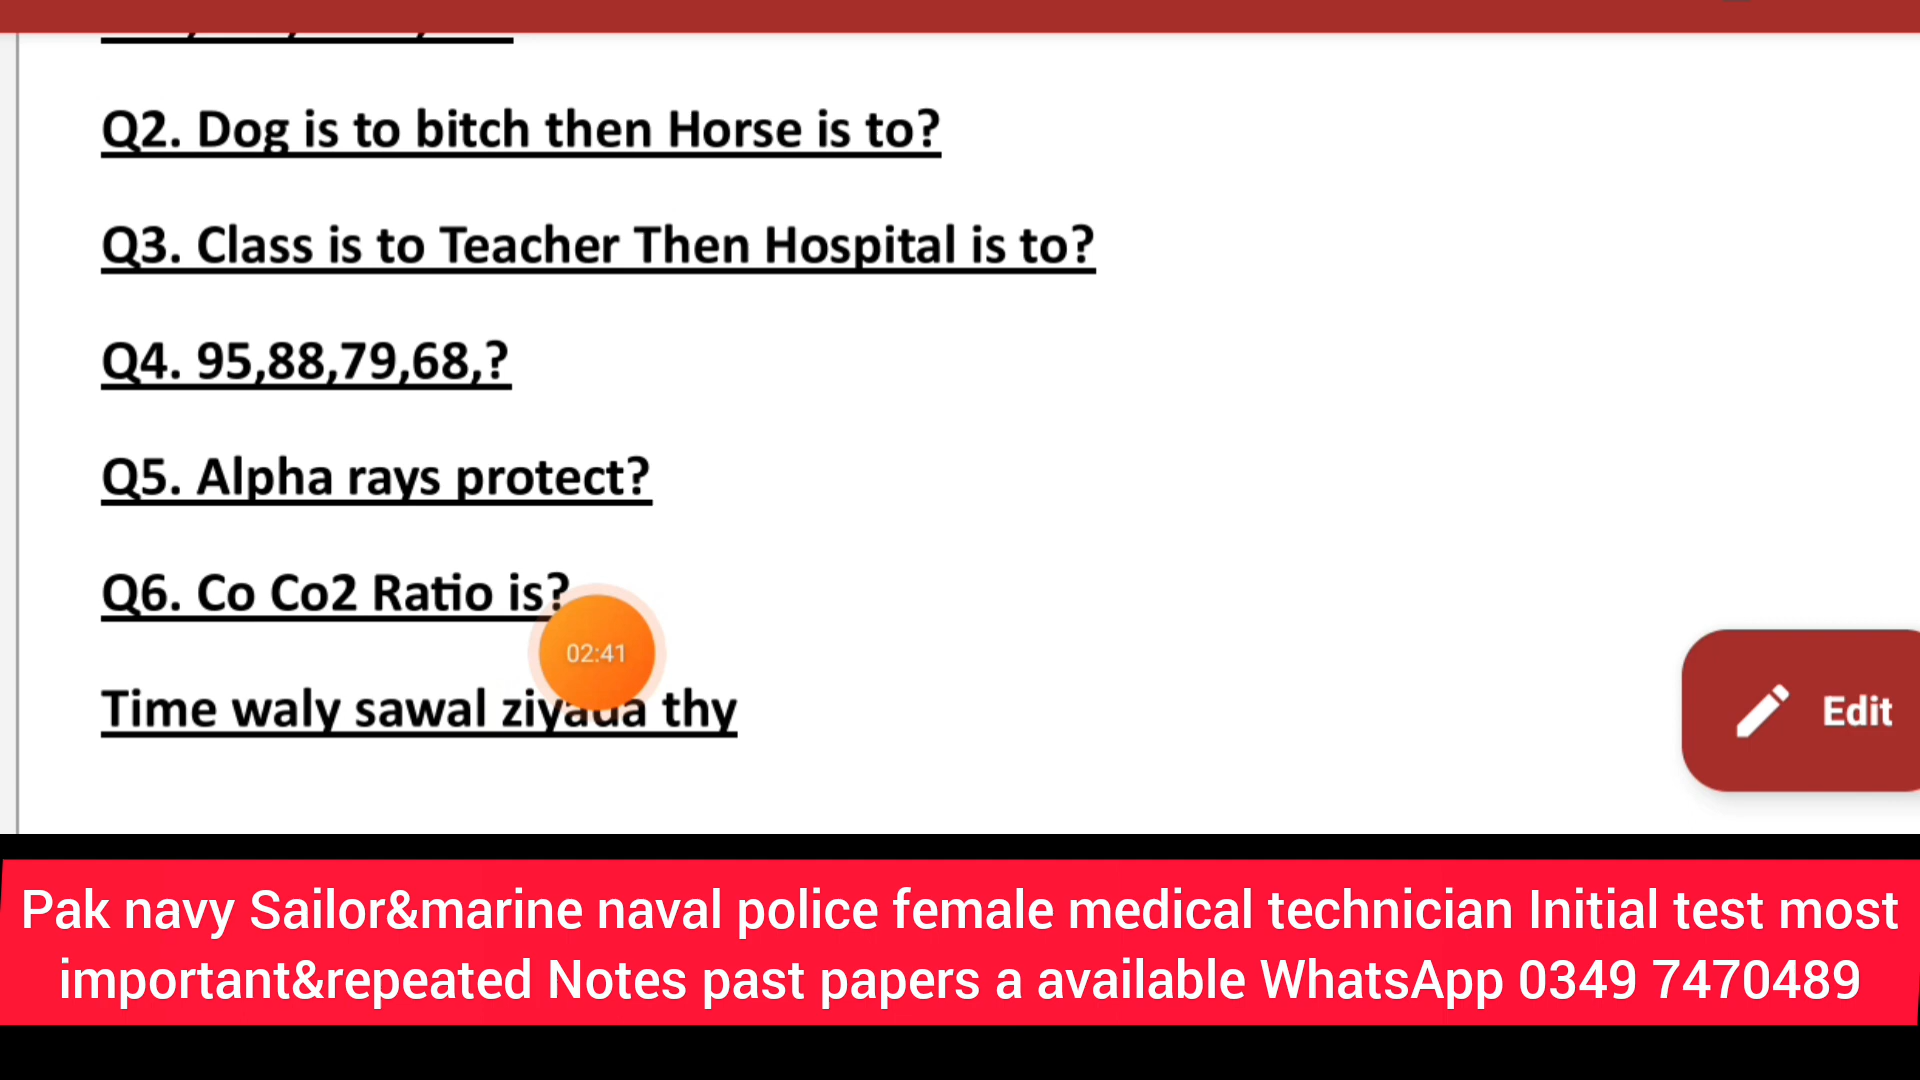 Q2. Dog is to bitch then Horse is to?
Q3. Class is to Teacher Then Hospital is to?
Q4. 95,88,79,68,?
Q5. Alpha rays protect?
Q6. Co Co2 Ratio is?
02:41
Time waly sawal ziyada thy
Edit
Pak navy Sailor&marine naval police female medical technician Initial test most
important&repeated Notes past papers a available WhatsApp 0349 7470489